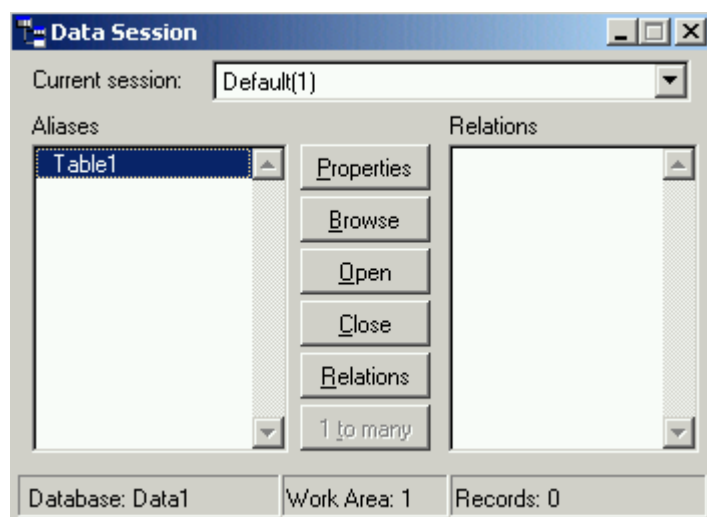 Data Session
Current session: Default(1)
Aliases
Relations
Table1
Properties
Browse
Open
Close
Relations
1 to many
Database: Data1 Work Area: 1 Records: 0